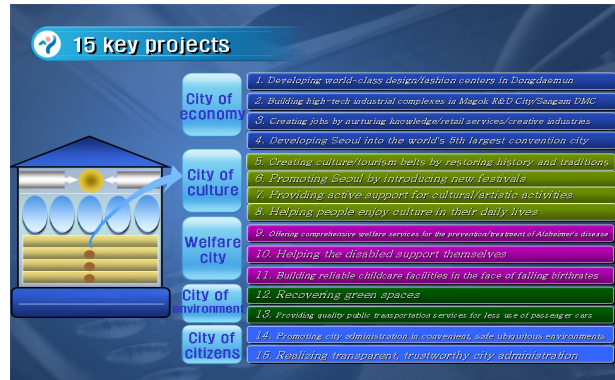 15 key projects
City of
economy
1. Developing world-class design/fashion centers in Dongdaemun
2. Building high-tech industrial complexes in Magok R&D City/Sangam DMC
3. Creating jobs by nurturing knowledge/retail services/creative industries
4. Developing Seoul into the world's 5th largest convention city
City of
culture
5. Creating culture/tourism belts by restoring history and traditions
6. Promoting Seoul by introducing new festivals
7. Providing active support for cultural/artistic activities
8. Helping people enjoy culture in their daily lives
Welfare
city
9. Offering comprehensive welfare services for the prevention/treatment of Alzheimer's disease
10. Helping the disabled support themselves
11. Building reliable childcare facilities in the face of falling birthrates
City of
environment
12. Recovering green spaces
13. Providing quality public transportation services for less use of passenger cars
City of
citizens
14. Promoting city administration in convenient, safe ubiquitous environments
15. Realizing transparent, trustworthy city administration